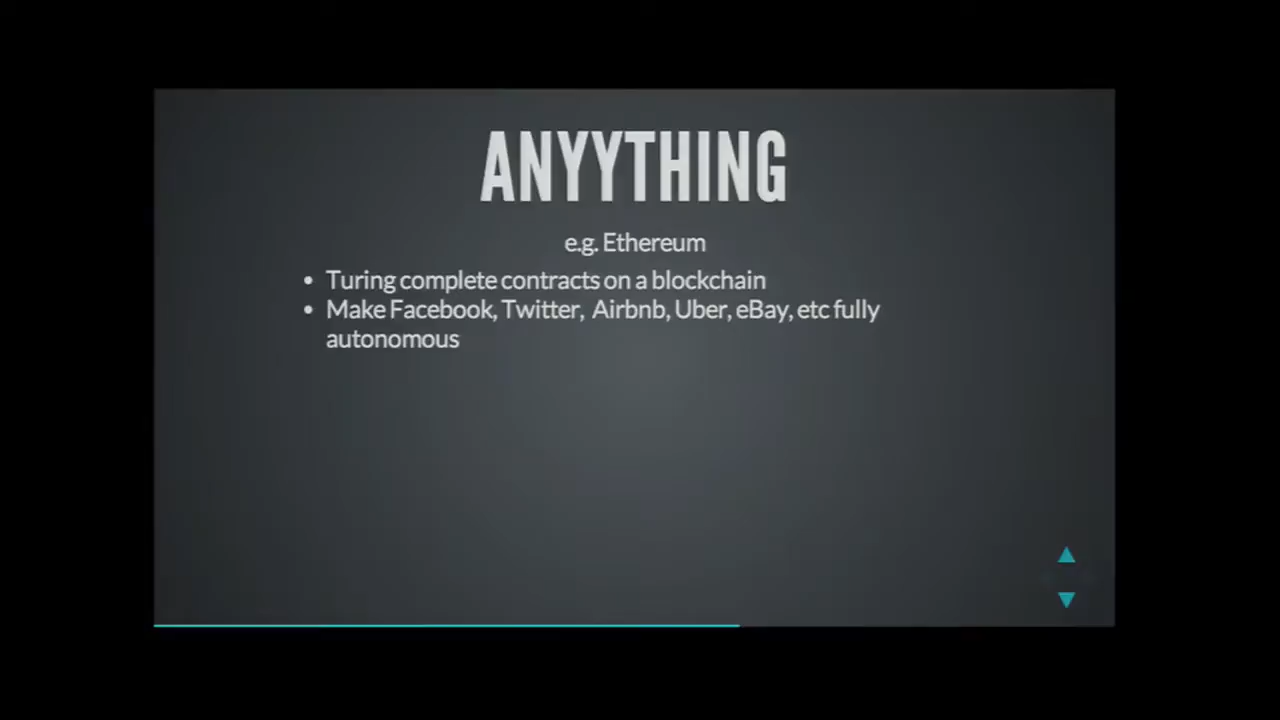 ANYYTHING
e.g. Ethereum
• Turing complete contracts on a blockchain
• Make Facebook, Twitter, Airbnb, Uber, eBay, etc fully
autonomous